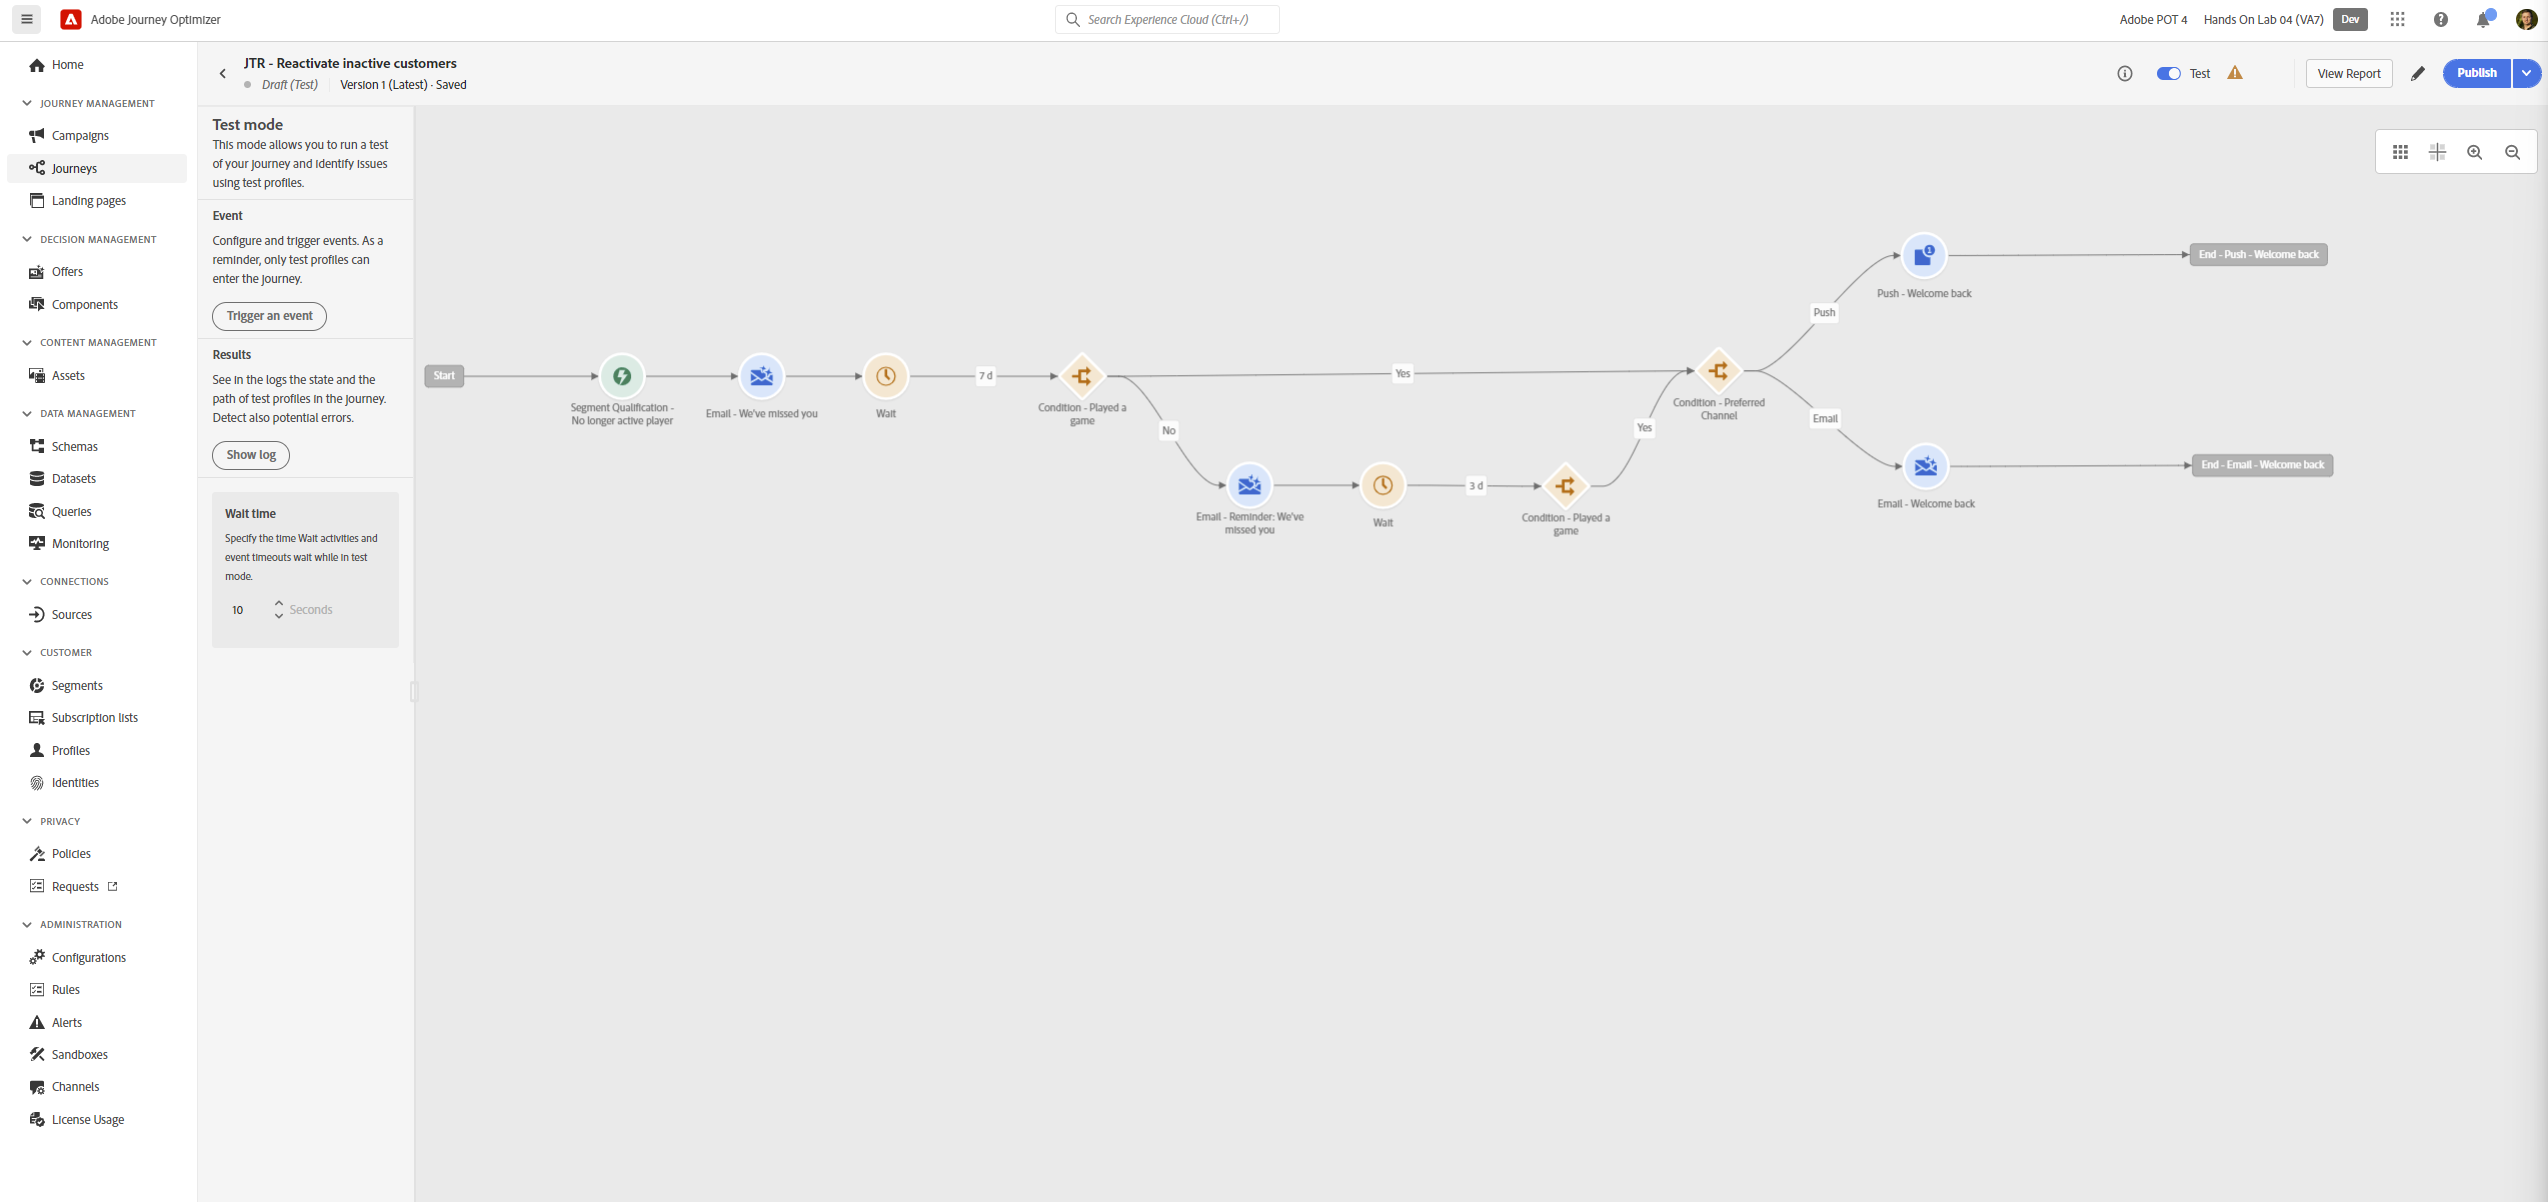 Adobe Journey Optimizer
Search Experience Cloud (Ctrl+/)
Adobe POT 4
Hands On Lab 04 (VA7)
Dev
Home
JOURNEY MANAGEMENT
Campaigns
Journeys
Landing pages
DECISION MANAGEMENT
Offers
Components
CONTENT MANAGEMENT
Assets
DATA MANAGEMENT
Schemas
Datasets
Queries
Monitoring
CONNECTIONS
Sources
CUSTOMER
Segments
Subscription lists
Profiles
Identities
PRIVACY
Policies
Requests
ADMINISTRATION
Configurations
Rules
Alerts
Sandboxes
Channels
License Usage
JTR - Reactivate inactive customers
Draft (Test)
Version 1 (Latest) · Saved
Test
View Report
Publish
Test mode
This mode allows you to run a test
of your journey and identify issues
using test profiles.
Event
Configure and trigger events. As a
reminder, only test profiles can
enter the journey.
Trigger an event
Results
See in the logs the state and the
path of test profiles in the journey.
Detect also potential errors.
Show log
Wait time
Specify the time Wait activities and
event timeouts wait while in test
mode.
10
Seconds
Start
Segment Qualification -
No longer active player
Email - We've missed you
Wait
7 d
Condition - Played a
game
Yes
No
Email - Reminder: We've
missed you
Wait
3 d
Condition - Played a
game
Yes
Condition - Preferred
Channel
Push
Push - Welcome back
End - Push - Welcome back
Email
Email - Welcome back
End - Email - Welcome back